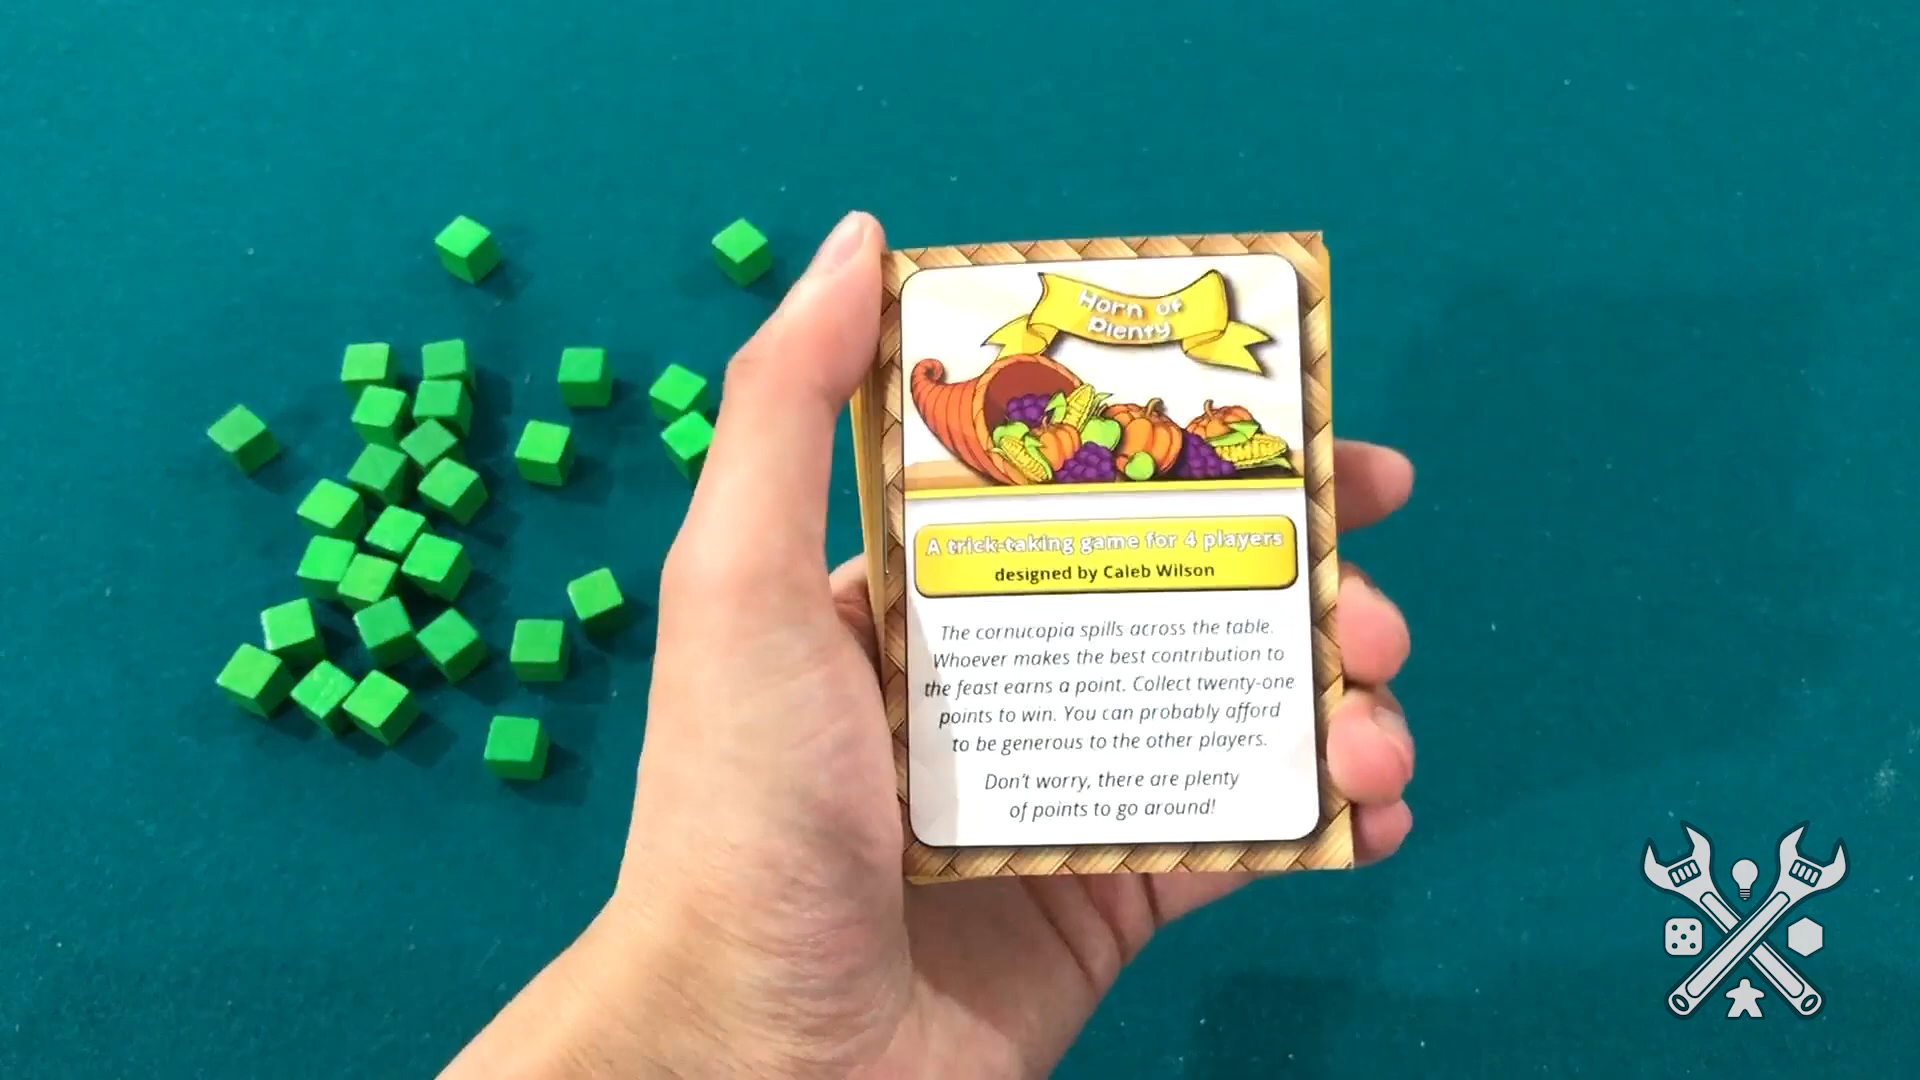 Horn of
Plenty
A trick-taking game for 4 players
designed by Caleb Wilson
The cornucopia spills across the table.
Whoever makes the best contribution to
the feast earns a point. Collect twenty-one
points to win. You can probably afford
to be generous to the other players.
Don't worry, there are plenty
of points to go around!